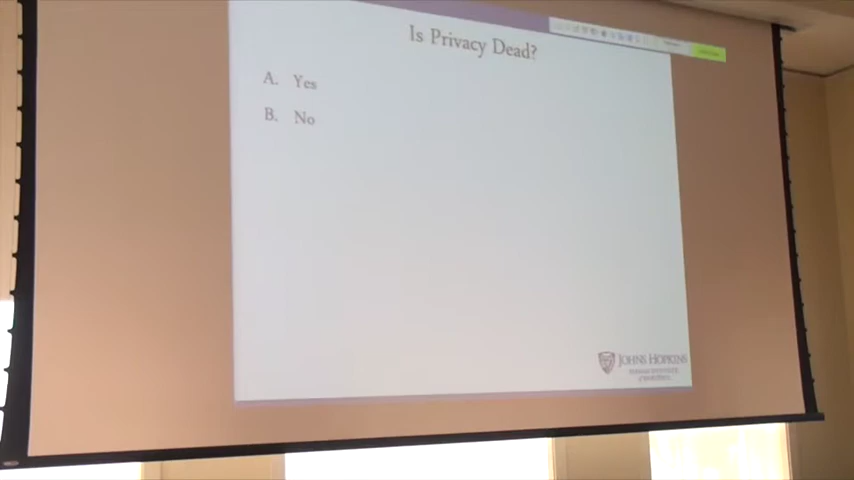 Is Privacy Dead?
A. Yes
B. No
JOHNS HOPKINS